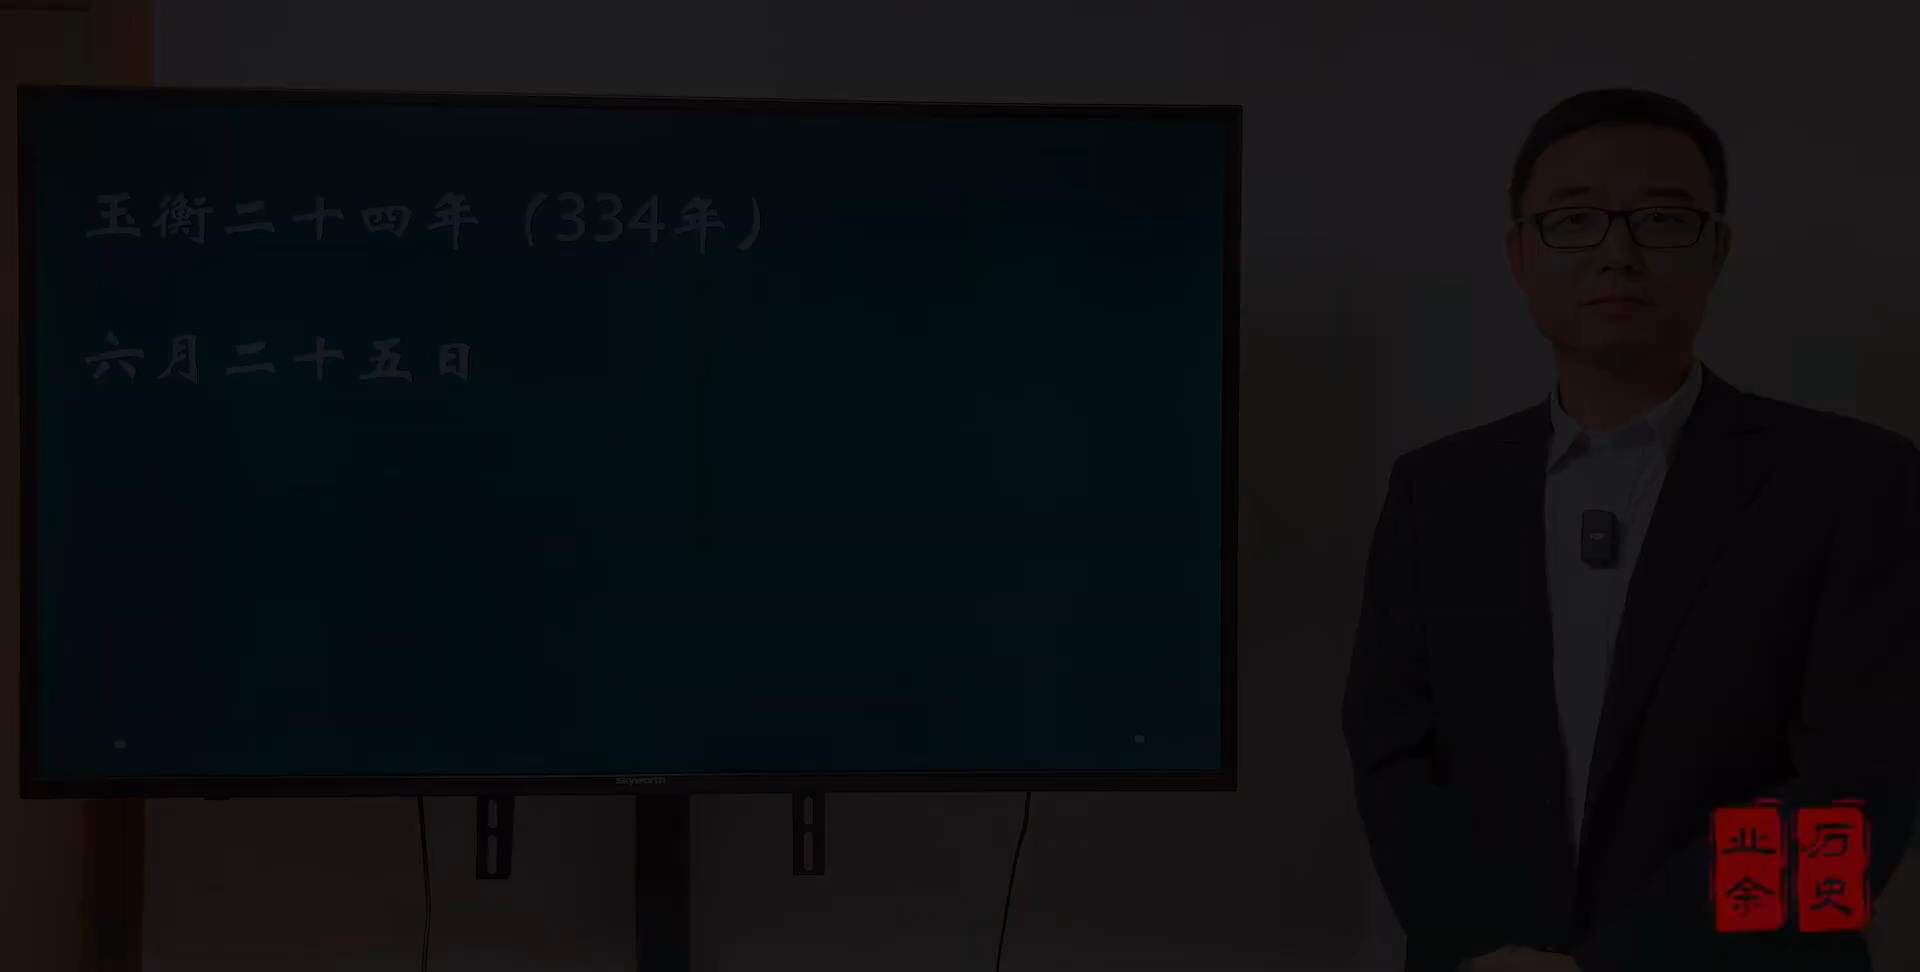 玉衡二十四年（334年）
六月二十五日
Skyworth
业余
历史